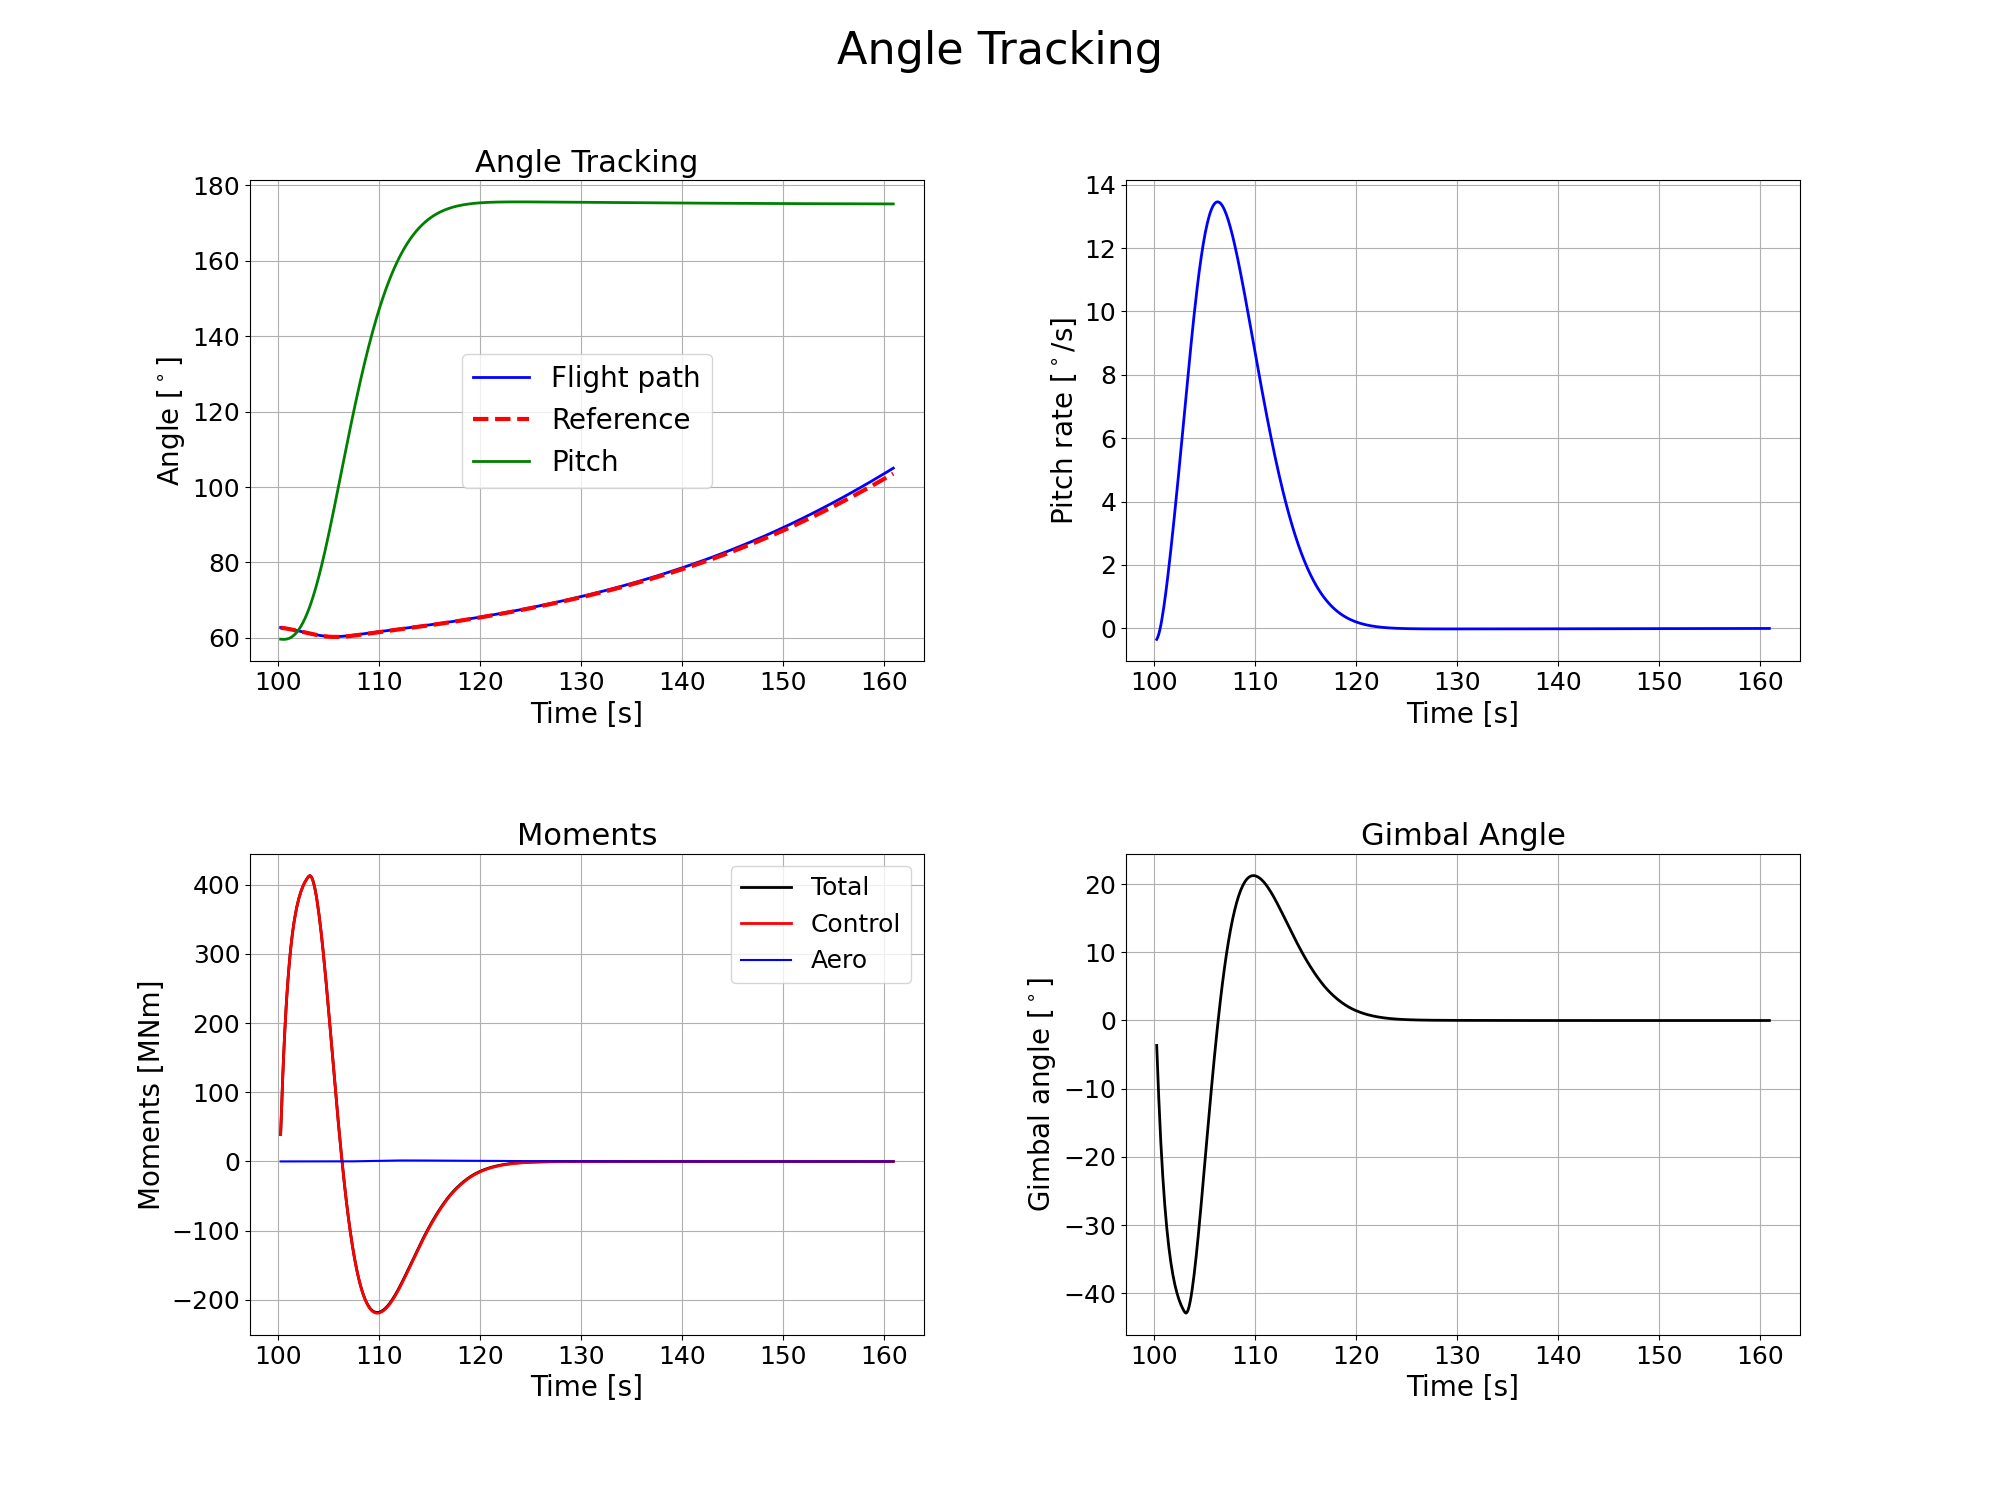 Angle Tracking
Angle Tracking
180
160
140
120
100
80
60
Angle [°]
Flight path
Reference
Pitch
100 110 120 130 140 150 160
Time [s]
14
12
10
8
6
4
2
0
Pitch rate [°/s]
100 110 120 130 140 150 160
Time [s]
Moments
400
300
200
100
0
−100
−200
Moments [MNm]
Total
Control
Aero
100 110 120 130 140 150 160
Time [s]
Gimbal Angle
20
10
0
−10
−20
−30
−40
Gimbal angle [°]
100 110 120 130 140 150 160
Time [s]